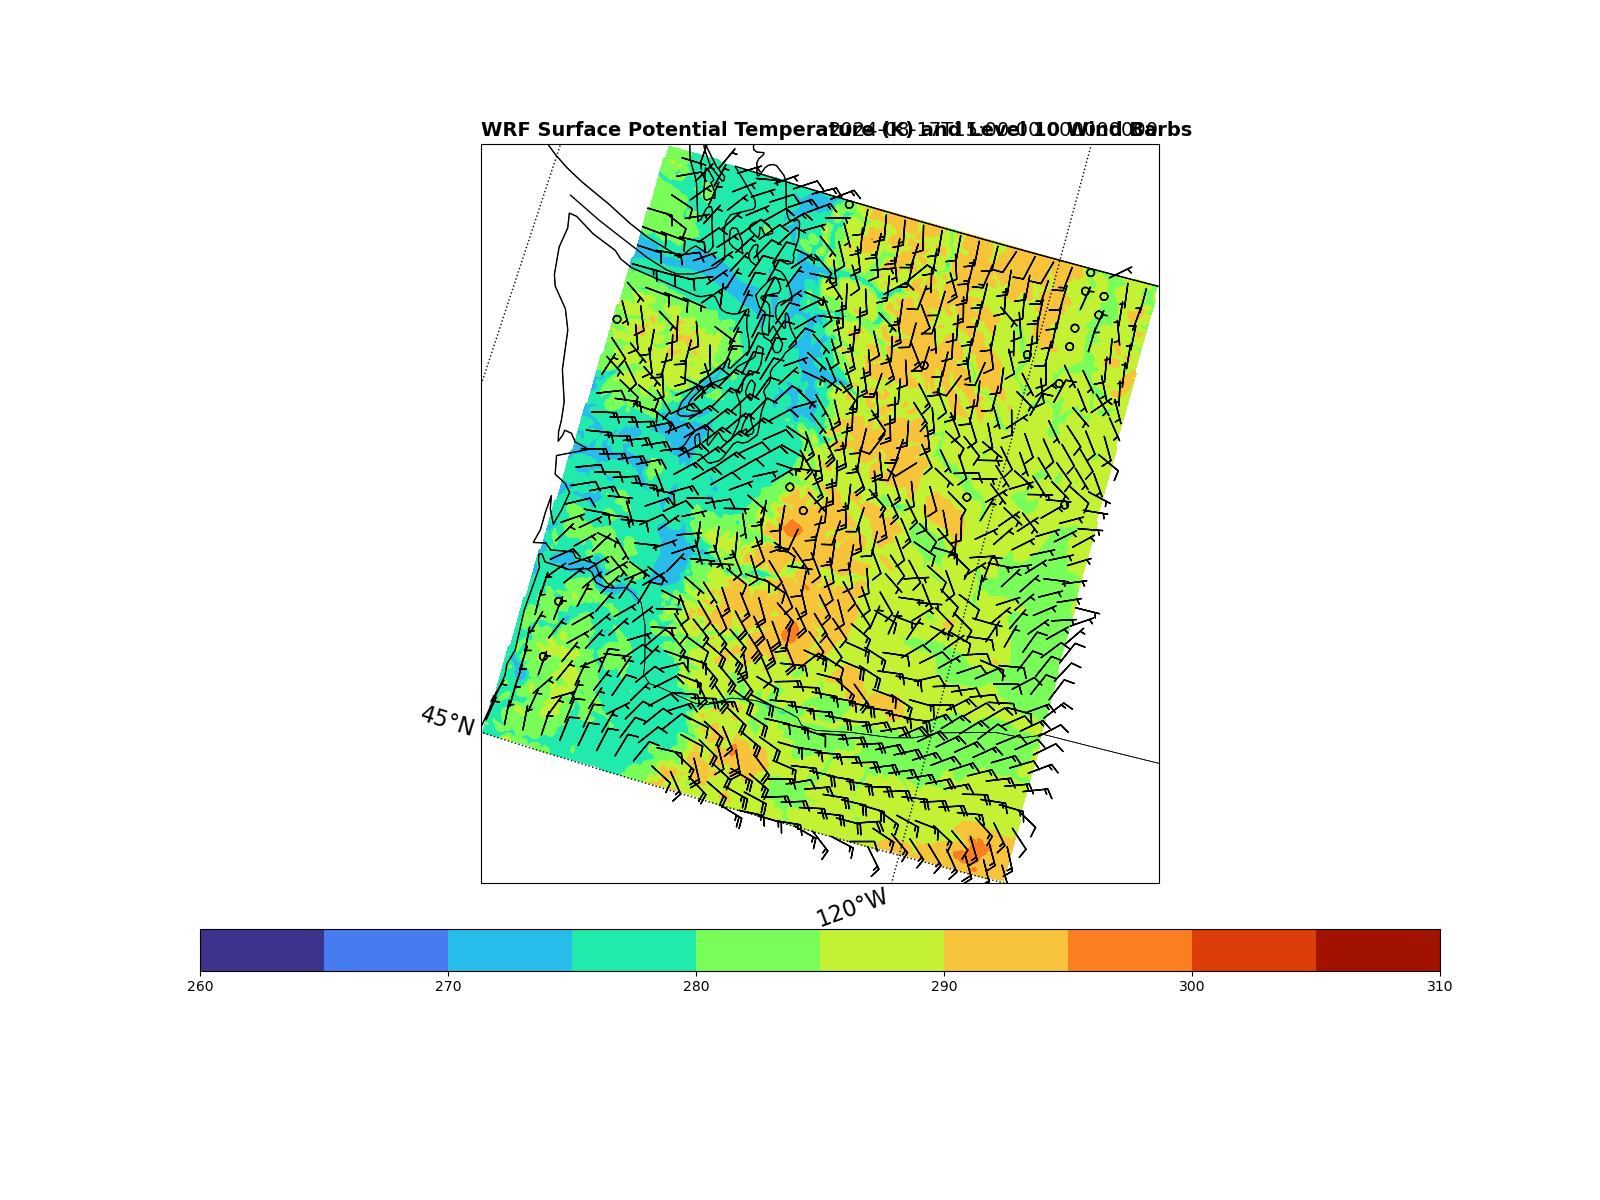 WRF Surface Potential Temperature (K) and Level 10 Wind Barbs
45°N
120°W
260 270 280 290 300 310